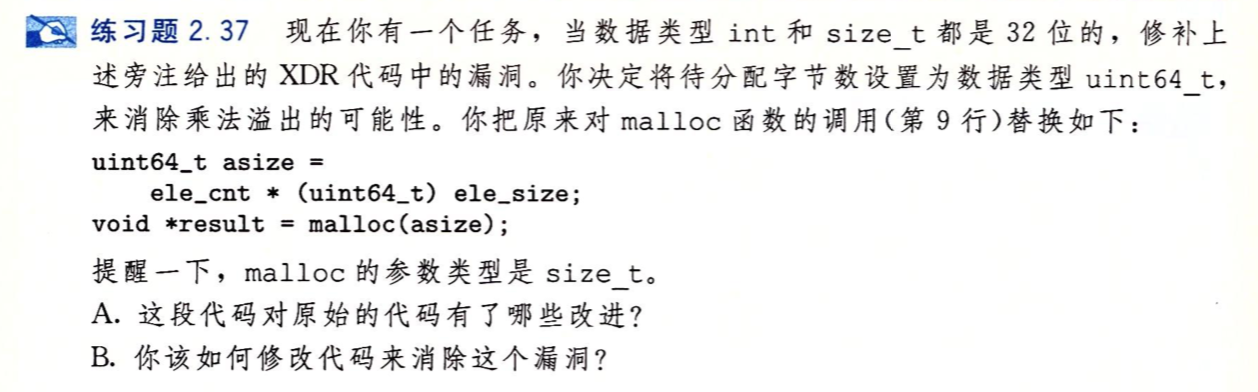 练习题 2.37 现在你有一个任务，当数据类型 int 和 size_t 都是 32 位的，修补上
述旁注给出的 XDR 代码中的漏洞。你决定将待分配字节数设置为数据类型 uint64_t，
来消除乘法溢出的可能性。你把原来对 malloc 函数的调用(第 9 行)替换如下：
uint64_t asize =
ele_cnt * (uint64_t) ele_size;
void *result = malloc(asize);
提醒一下，malloc 的参数类型是 size_t。
A. 这段代码对原始的代码有了哪些改进?
B. 你该如何修改代码来消除这个漏洞?